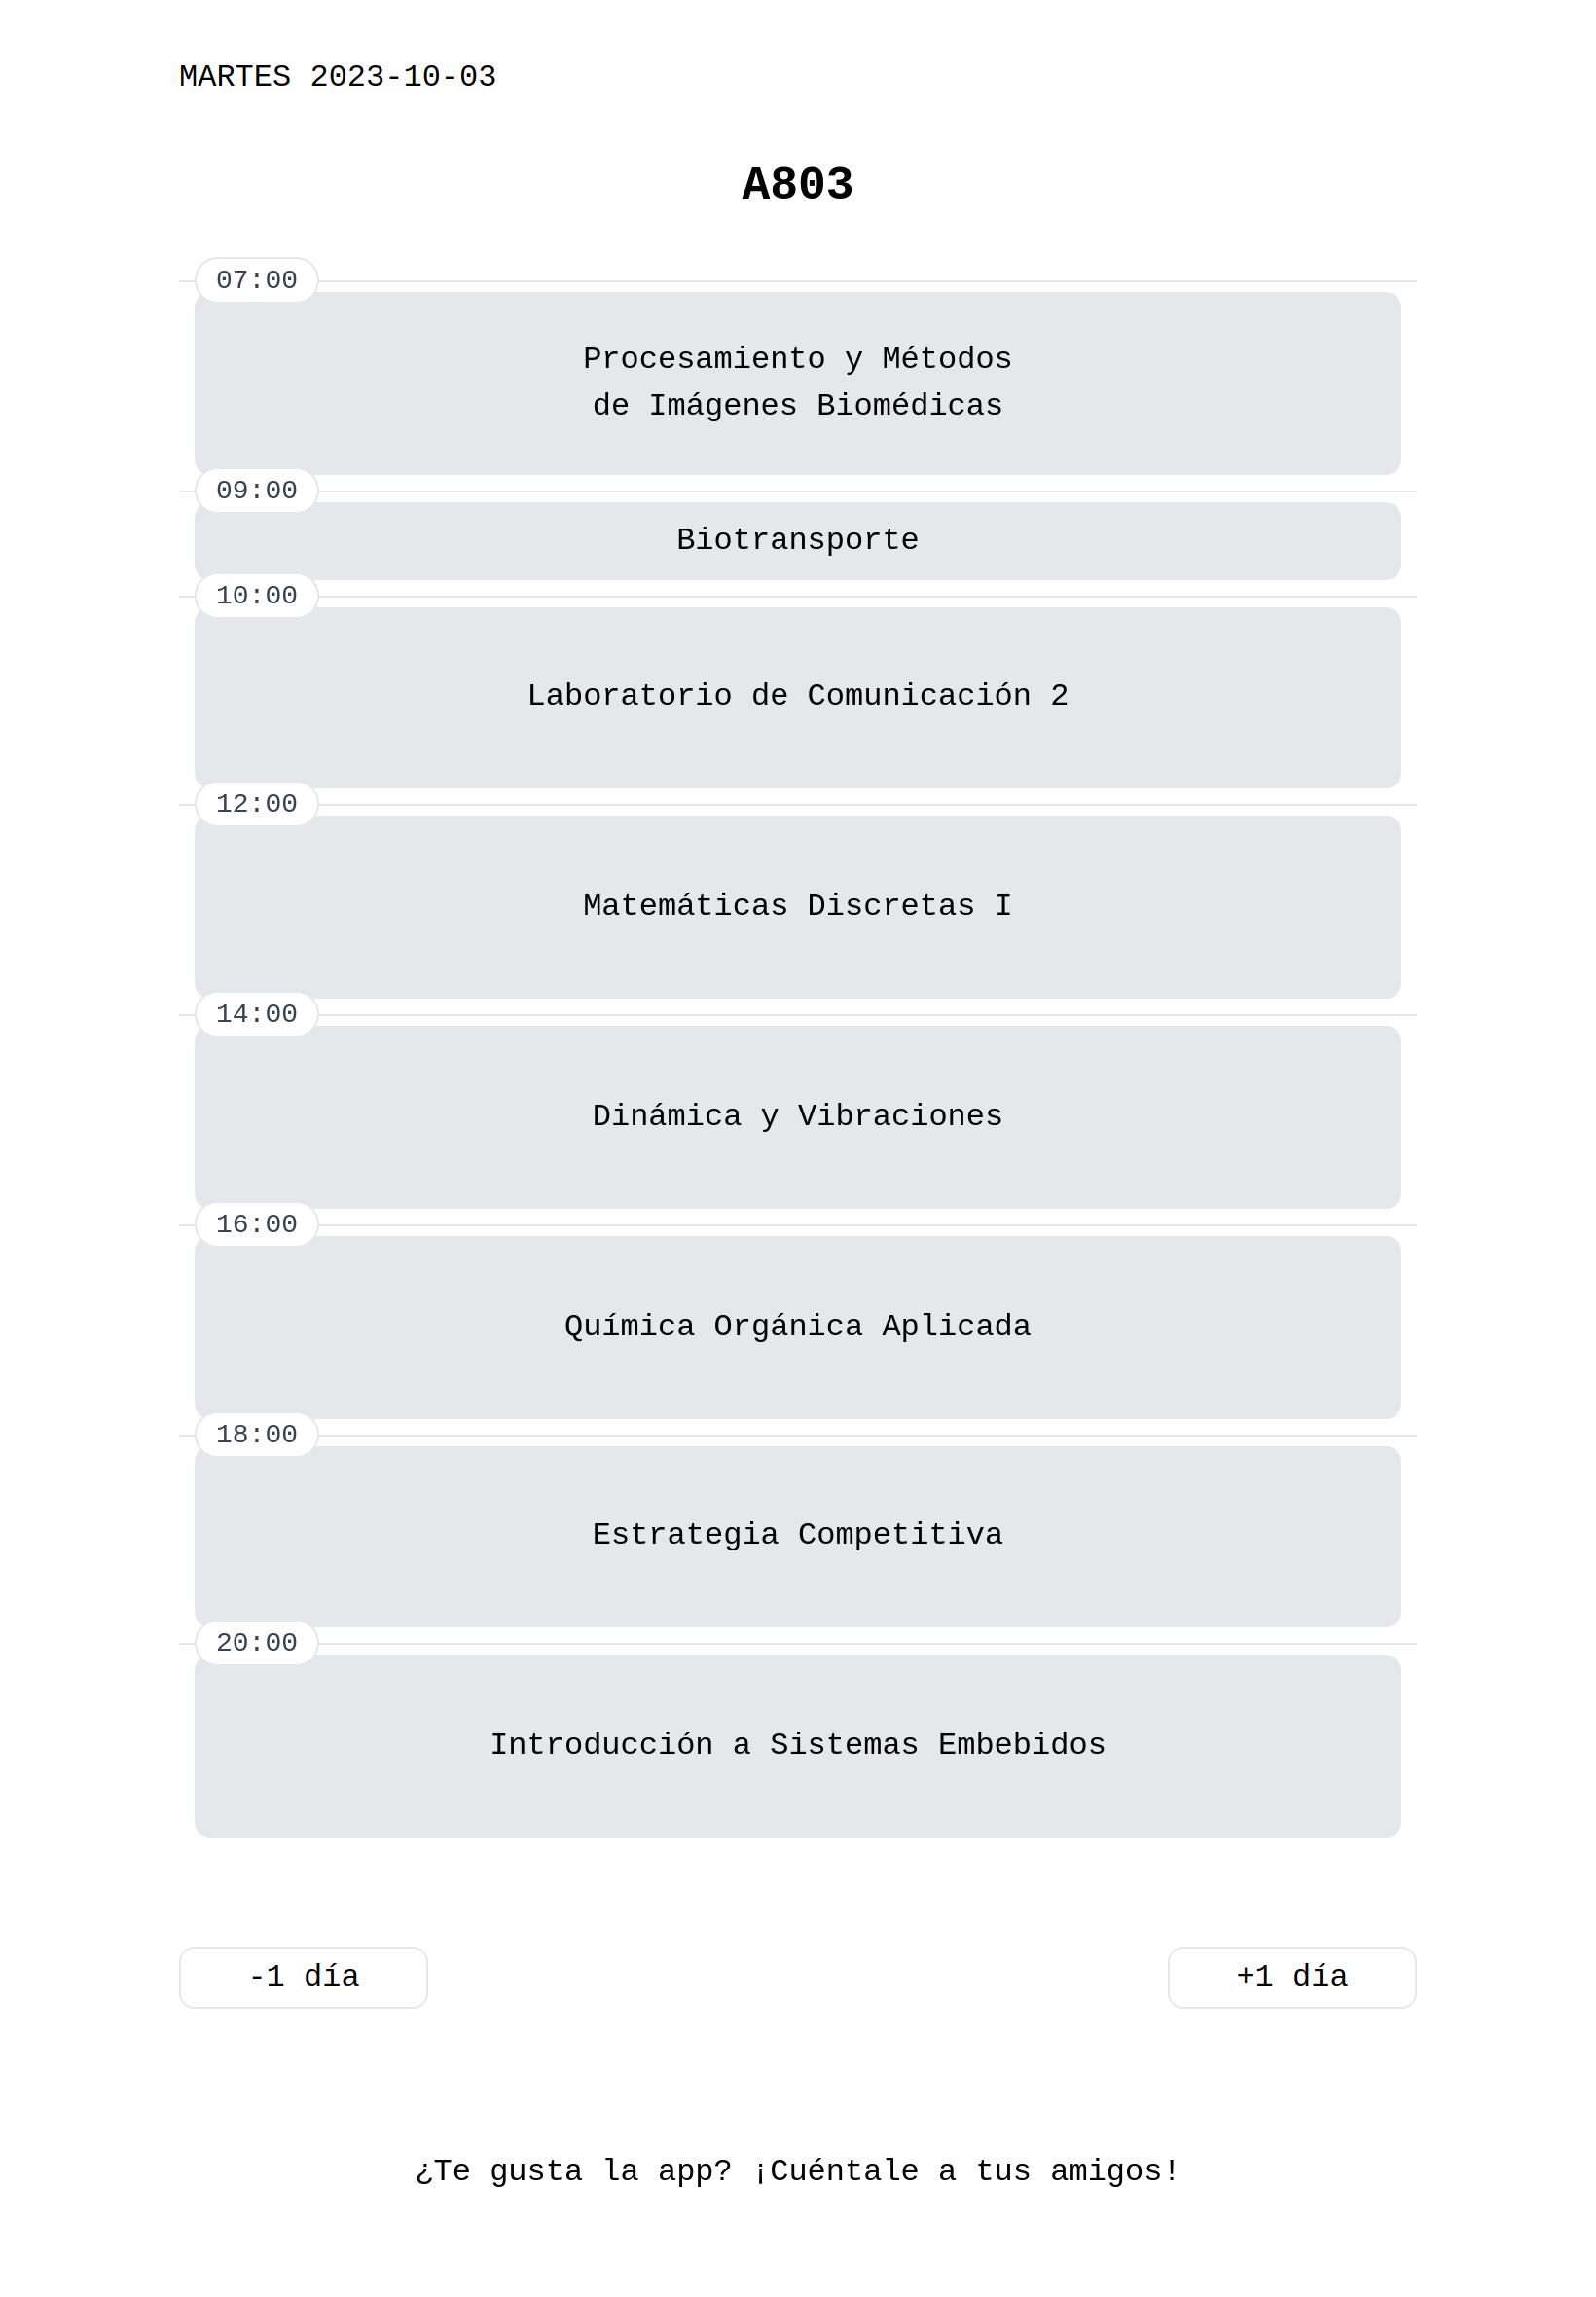 MARTES 2023-10-03
A803
07:00
Procesamiento y Métodos
de Imágenes Biomédicas
09:00
Biotransporte
10:00
Laboratorio de Comunicación 2
12:00
Matemáticas Discretas I
14:00
Dinámica y Vibraciones
16:00
Química Orgánica Aplicada
18:00
Estrategia Competitiva
20:00
Introducción a Sistemas Embebidos
-1 día
+1 día
¿Te gusta la app? ¡Cuéntale a tus amigos!